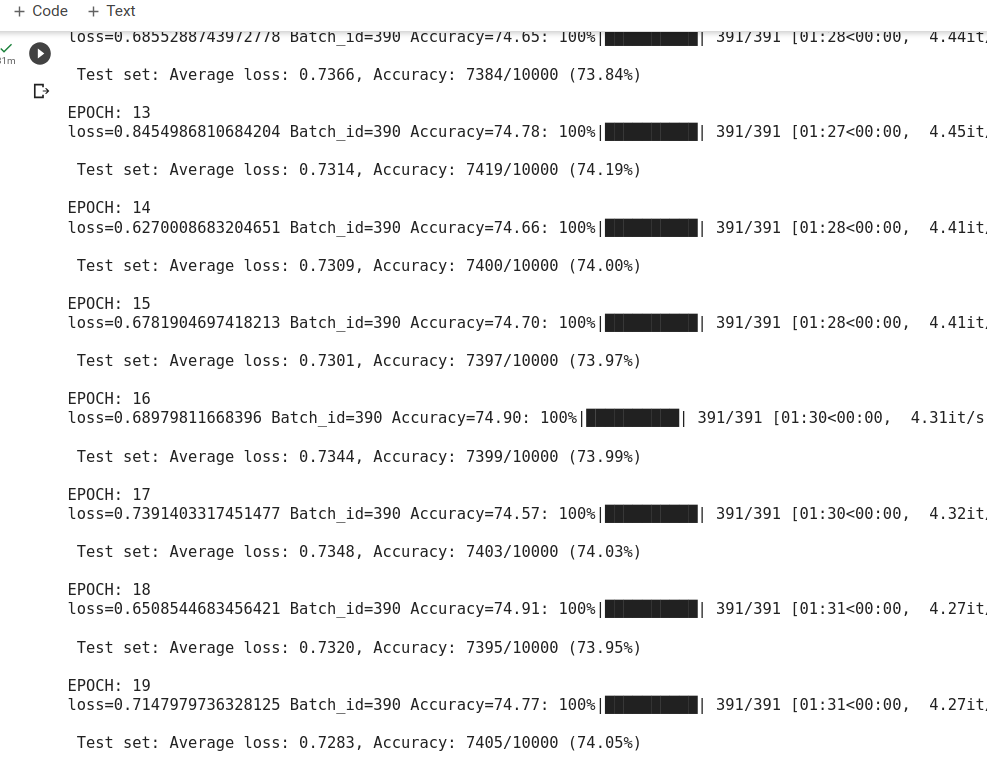 + Code + Text
loss=0.6855288743972778 Batch_id=390 Accuracy=74.65: 100%|██████████| 391/391 [01:28<00:00, 4.44it/
31m
Test set: Average loss: 0.7366, Accuracy: 7384/10000 (73.84%)
EPOCH: 13
loss=0.8454986810684204 Batch_id=390 Accuracy=74.78: 100%|██████████| 391/391 [01:27<00:00, 4.45it/
Test set: Average loss: 0.7314, Accuracy: 7419/10000 (74.19%)
EPOCH: 14
loss=0.6270008683204651 Batch_id=390 Accuracy=74.66: 100%|██████████| 391/391 [01:28<00:00, 4.41it/
Test set: Average loss: 0.7309, Accuracy: 7400/10000 (74.00%)
EPOCH: 15
loss=0.6781904697418213 Batch_id=390 Accuracy=74.70: 100%|██████████| 391/391 [01:28<00:00, 4.41it/
Test set: Average loss: 0.7301, Accuracy: 7397/10000 (73.97%)
EPOCH: 16
loss=0.68979811668396 Batch_id=390 Accuracy=74.90: 100%|██████████| 391/391 [01:30<00:00, 4.31it/s
Test set: Average loss: 0.7344, Accuracy: 7399/10000 (73.99%)
EPOCH: 17
loss=0.7391403317451477 Batch_id=390 Accuracy=74.57: 100%|██████████| 391/391 [01:30<00:00, 4.32it/
Test set: Average loss: 0.7348, Accuracy: 7403/10000 (74.03%)
EPOCH: 18
loss=0.6508544683456421 Batch_id=390 Accuracy=74.91: 100%|██████████| 391/391 [01:31<00:00, 4.27it/
Test set: Average loss: 0.7320, Accuracy: 7395/10000 (73.95%)
EPOCH: 19
loss=0.7147979736328125 Batch_id=390 Accuracy=74.77: 100%|██████████| 391/391 [01:31<00:00, 4.27it/
Test set: Average loss: 0.7283, Accuracy: 7405/10000 (74.05%)